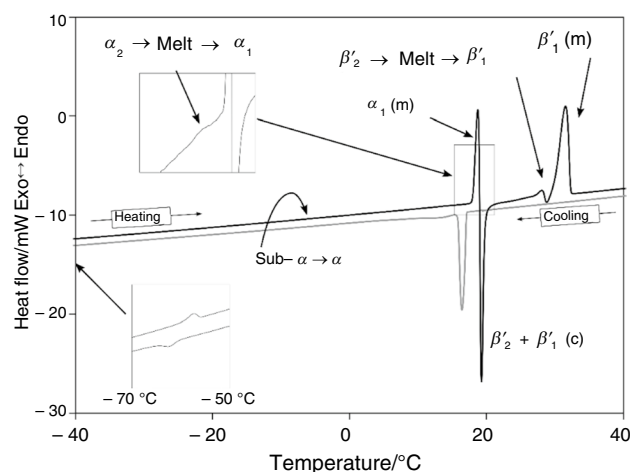 10
α₂ → Melt → α₁
β′₂ → Melt → β′₁
β′₁ (m)
α₁ (m)
0
Heat flow/mW Exo↔Endo
– 10
Heating
Cooling
Sub– α → α
– 20
β′₂ + β′₁ (c)
– 70 °C
– 50 °C
– 30
– 40
– 20
0
20
40
Temperature/°C